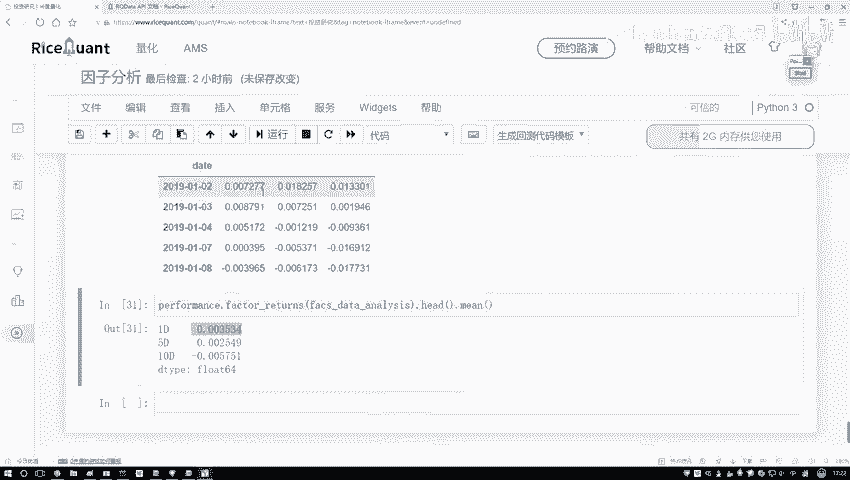 RQData API 文档 - RiceQuant
RiceQuant
量化
AMS
预约路演
帮助文档
社区
因子分析 最后检查: 2 小时前 (未保存改变)
文件
编辑
查看
插入
单元格
服务
Widgets
帮助
可信的
Python 3
运行
代码
生成回测代码模板
共有 2G 内存供您使用
date
2019-01-02 0.007277 0.018257 0.013301
2019-01-03 0.008791 0.007251 0.001946
2019-01-04 0.005172 -0.001219 -0.009361
2019-01-07 0.000395 -0.005371 -0.016912
2019-01-08 -0.003965 -0.006173 -0.017731
In [31]: performance.factor_returns(facs_data_analysis).head().mean()
Out[31]: 1D 0.003534
5D 0.002549
10D -0.005751
dtype: float64
In [ ]:
13:22